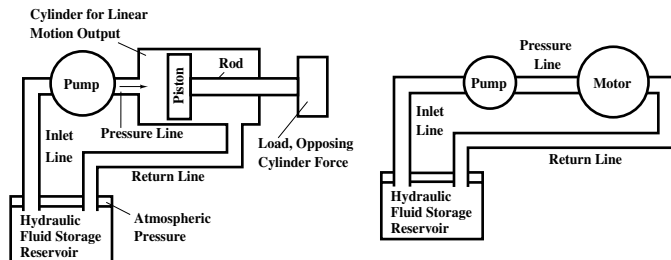 Cylinder for Linear
Motion Output
Pump
Piston
Rod
Pressure Line
Inlet
Line
Load, Opposing
Cylinder Force
Return Line
Hydraulic
Fluid Storage
Reservoir
Atmospheric
Pressure
Pressure
Line
Pump
Motor
Inlet
Line
Return Line
Hydraulic
Fluid Storage
Reservoir